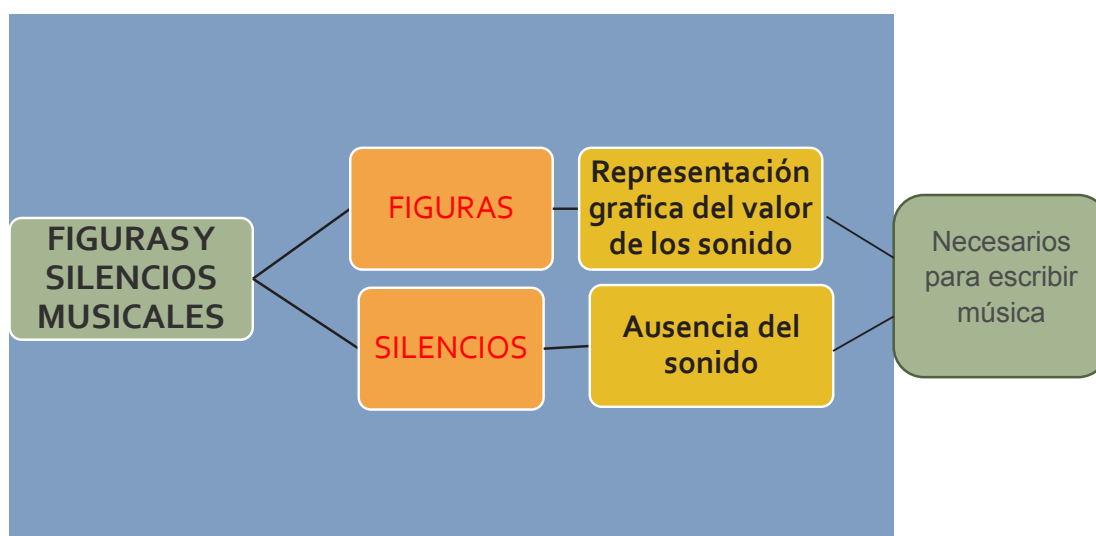 FIGURAS Y
SILENCIOS
MUSICALES
FIGURAS
Representación
grafica del valor
de los sonido
SILENCIOS
Ausencia del
sonido
Necesarios
para escribir
música